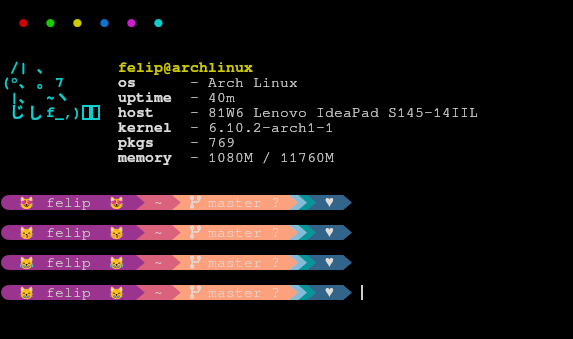 /| 、
(°、 。 7
|、 ~ヽ
じしf_,)
felip@archlinux
os - Arch Linux
uptime - 40m
host - 81W6 Lenovo IdeaPad S145-14IIL
kernel - 6.10.2-arch1-1
pkgs - 769
memory - 1080M / 11760M
😻 felip 😻 ~ master ? ♥
😽 felip 😽 ~ master ? ♥
😹 felip 😹 ~ master ? ♥
😸 felip 😸 ~ master ? ♥